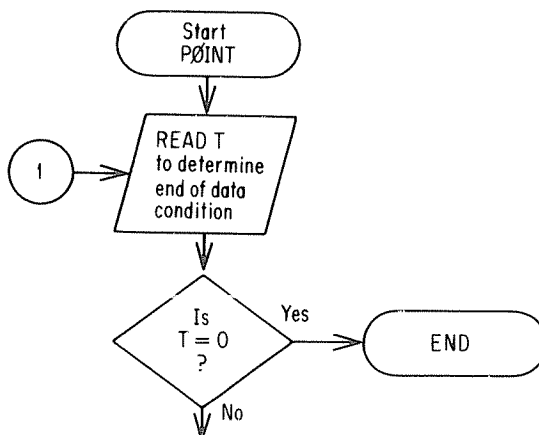 Start
PØINT
READ T
to determine
end of data
condition
1
Is
T = 0
?
Yes
END
No